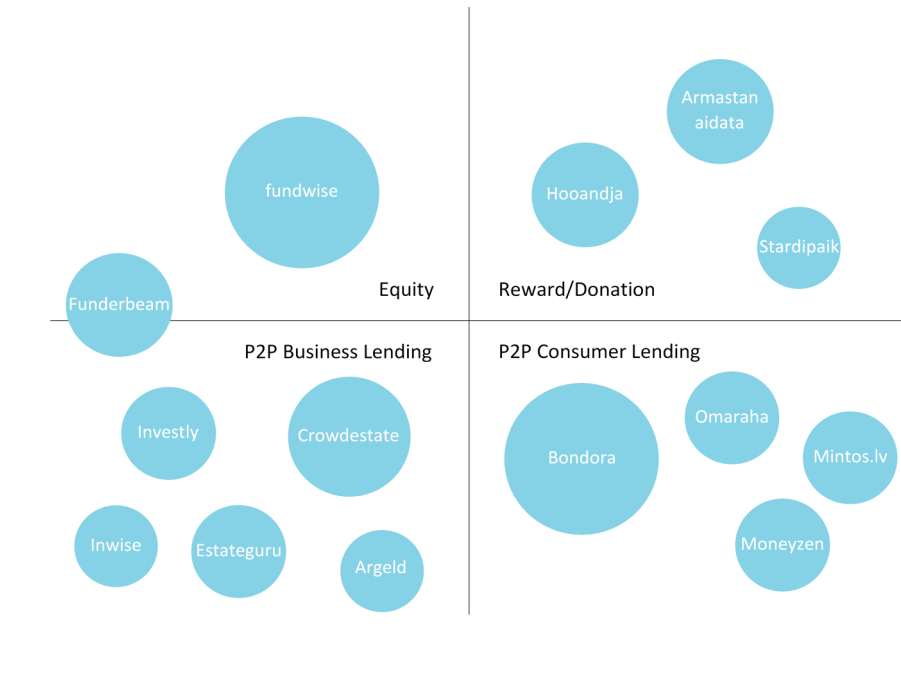 Armastan
aidata
fundwise
Hooandja
Stardipaik
Equity
Reward/Donation
Funderbeam
P2P Business Lending
P2P Consumer Lending
Investly
Crowdestate
Bondora
Omaraha
Mintos.lv
Inwise
Estateguru
Argeld
Moneyzen